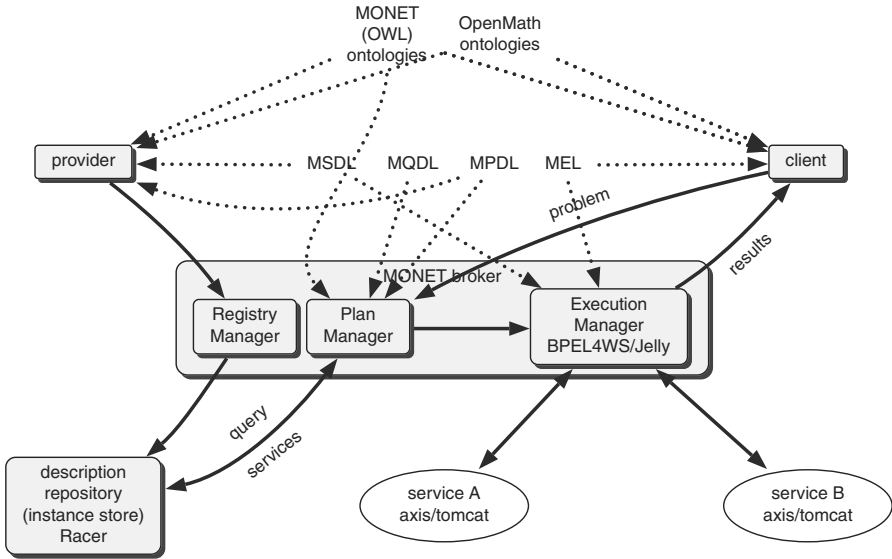 MONET
(OWL)
ontologies
OpenMath
ontologies
provider
MSDL
MQDL
MPDL
MEL
client
problem
results
MONET broker
Registry
Manager
Plan
Manager
Execution
Manager
BPEL4WS/Jelly
query
services
description
repository
(instance store)
Racer
service A
axis/tomcat
service B
axis/tomcat